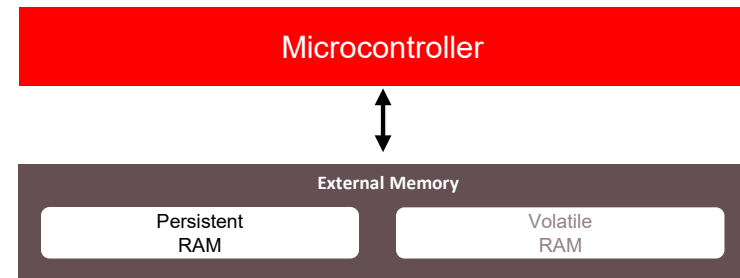 Microcontroller
External Memory
Persistent
RAM
Volatile
RAM